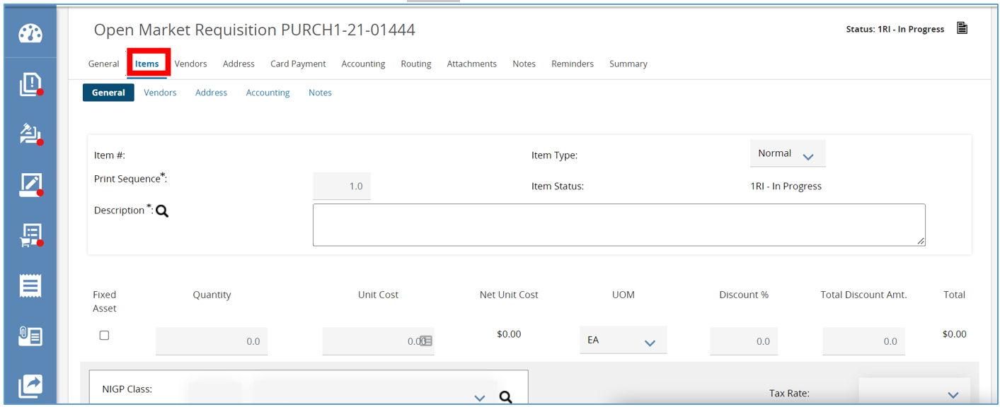 Open Market Requisition PURCH1-21-01444
Status: 1RI - In Progress
General Items Vendors Address Card Payment Accounting Routing Attachments Notes Reminders Summary
General Vendors Address Accounting Notes
Item #: Item Type: Normal
Print Sequence*: 1.0 Item Status: 1RI - In Progress
Description *:
Fixed Asset Quantity Unit Cost Net Unit Cost UOM Discount % Total Discount Amt. Total
0.0 0.00 $0.00 EA 0.0 0.0 $0.00
NIGP Class: Tax Rate: